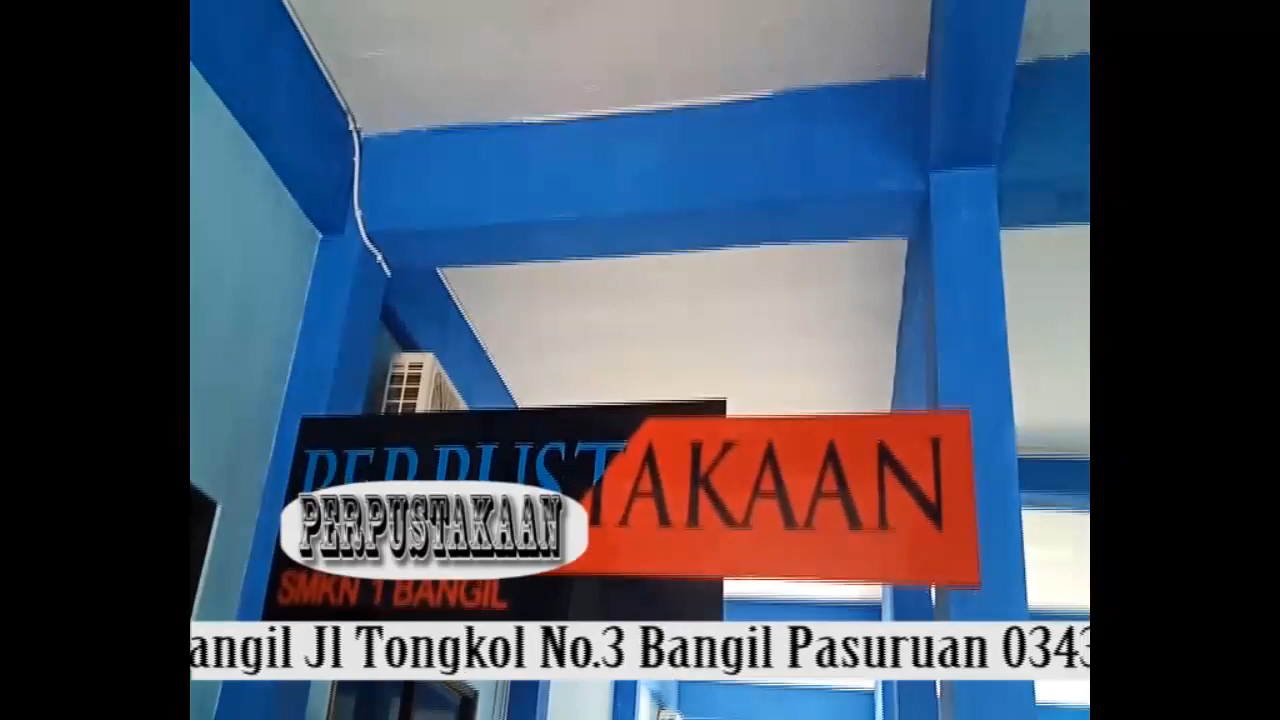 PERPUSTAKAAN
PERPUSTAKAAN
SMKN 1 BANGIL
angil Jl Tongkol No.3 Bangil Pasuruan 0343